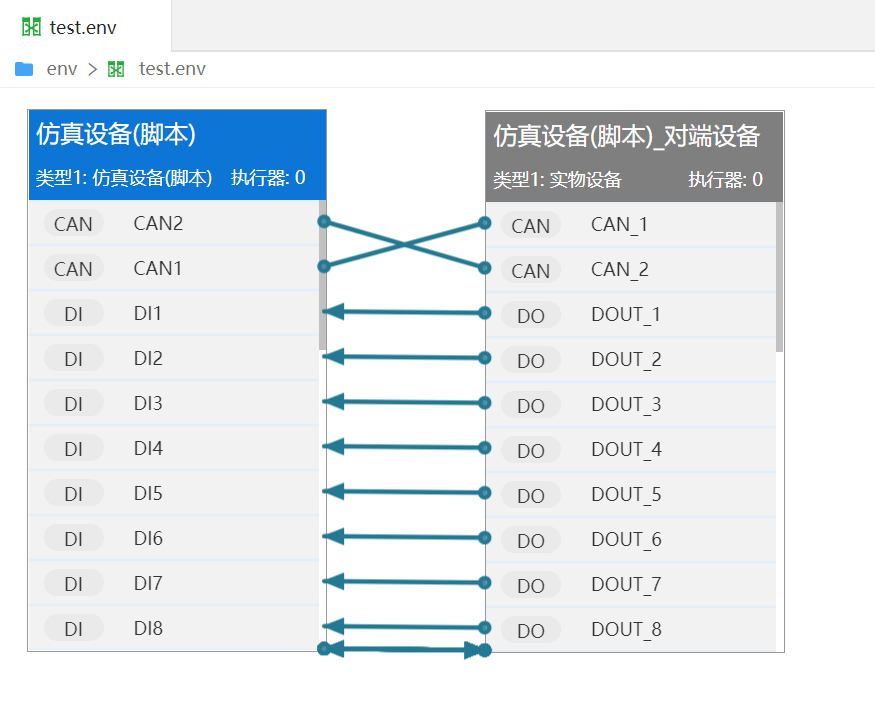 test.env
env > test.env
仿真设备(脚本)
类型1: 仿真设备(脚本) 执行器: 0
CAN CAN2
CAN CAN1
DI DI1
DI DI2
DI DI3
DI DI4
DI DI5
DI DI6
DI DI7
DI DI8
仿真设备(脚本)_对端设备
类型1: 实物设备 执行器: 0
CAN CAN_1
CAN CAN_2
DO DOUT_1
DO DOUT_2
DO DOUT_3
DO DOUT_4
DO DOUT_5
DO DOUT_6
DO DOUT_7
DO DOUT_8